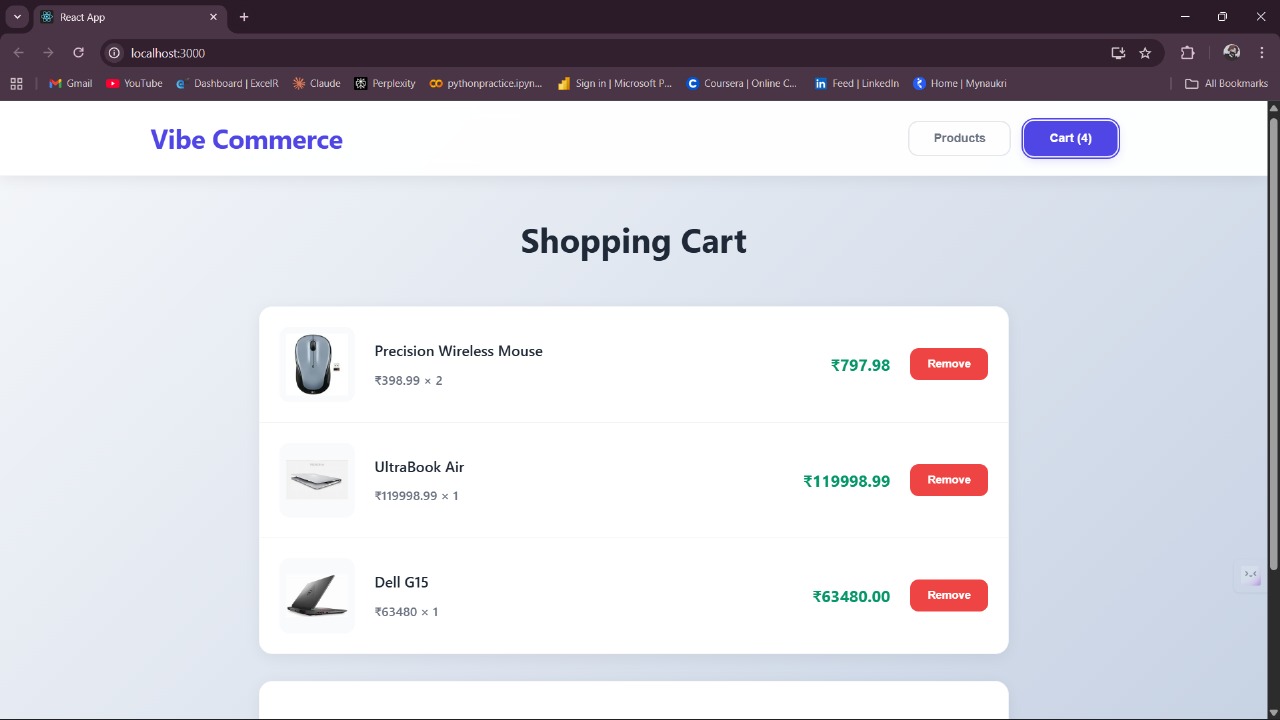 React App
localhost:3000
Gmail
YouTube
Dashboard | ExcelR
Claude
Perplexity
pythonpractice.ipyn...
Sign in | Microsoft P...
Coursera | Online C...
Feed | LinkedIn
Home | Mynaukri
All Bookmarks
Vibe Commerce
Products
Cart (4)
Shopping Cart
Precision Wireless Mouse
₹398.99 × 2
₹797.98
Remove
UltraBook Air
₹119998.99 × 1
₹119998.99
Remove
Dell G15
₹63480 × 1
₹63480.00
Remove